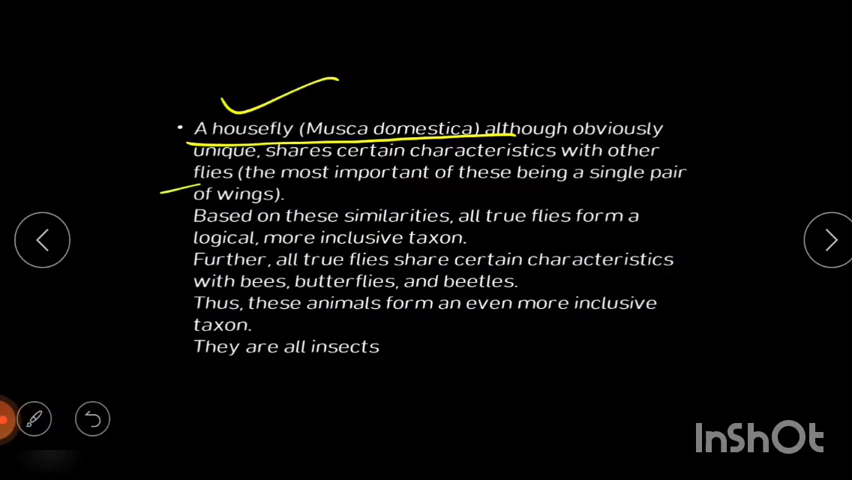 • A housefly (Musca domestica) although obviously
unique, shares certain characteristics with other
flies (the most important of these being a single pair
of wings).
Based on these similarities, all true flies form a
logical, more inclusive taxon.
Further, all true flies share certain characteristics
with bees, butterflies, and beetles.
Thus, these animals form an even more inclusive
taxon.
They are all insects
InShOt